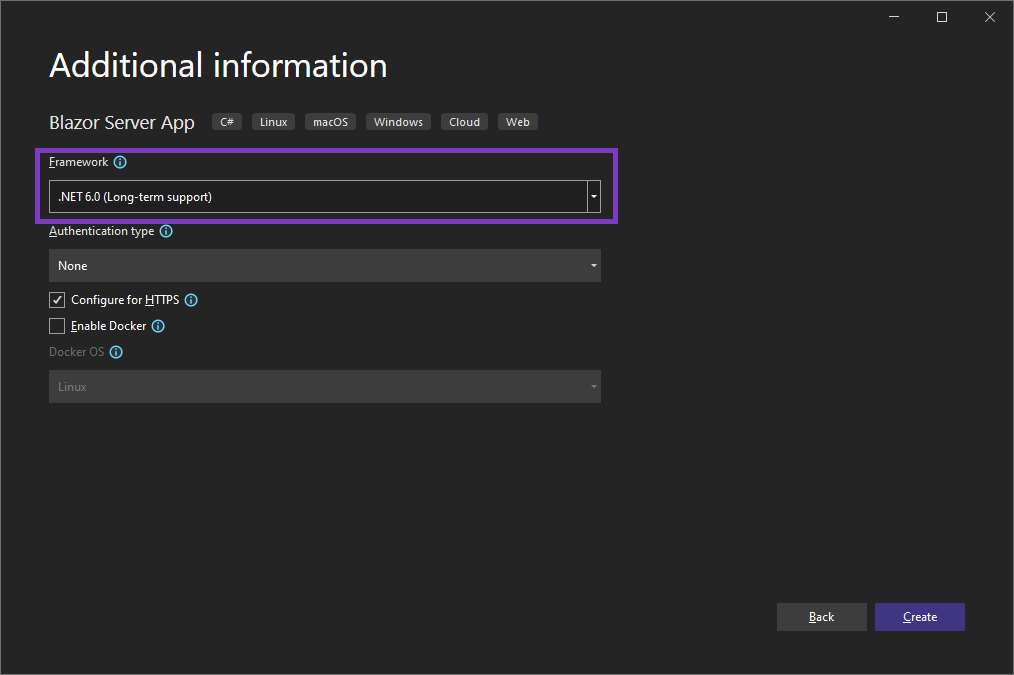 Additional information
Blazor Server App C# Linux macOS Windows Cloud Web
Framework
.NET 6.0 (Long-term support)
Authentication type
None
Configure for HTTPS
Enable Docker
Docker OS
Linux
Back Create